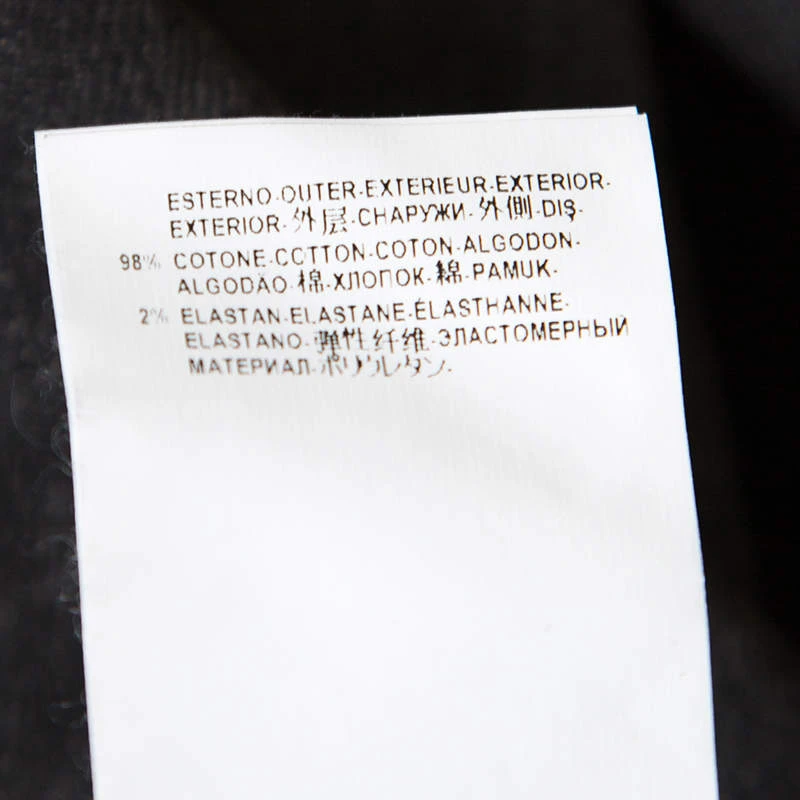 ESTERNO·OUTER·EXTERIEUR·EXTERIOR·
EXTERIOR·外层·СНАРУЖИ·外側·DIŞ·
98% COTONE·COTTON·COTON·ALGODON·
ALGODÃO·棉·ХЛОПОК·綿·PAMUK·
2% ELASTAN·ELASTANE·ÉLASTHANNE·
ELASTANO·弹性纤维·ЭЛАСТОМЕРНЫЙ
МАТЕРИАЛ·ポリウレタン·